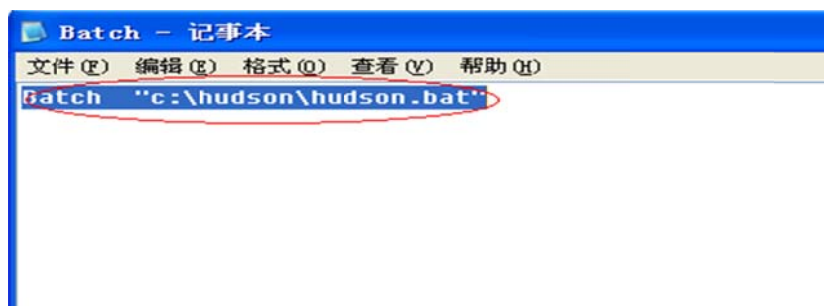 Batch - 记事本
文件(F) 编辑(E) 格式(O) 查看(V) 帮助(H)
Batch "c:\hudson\hudson.bat"